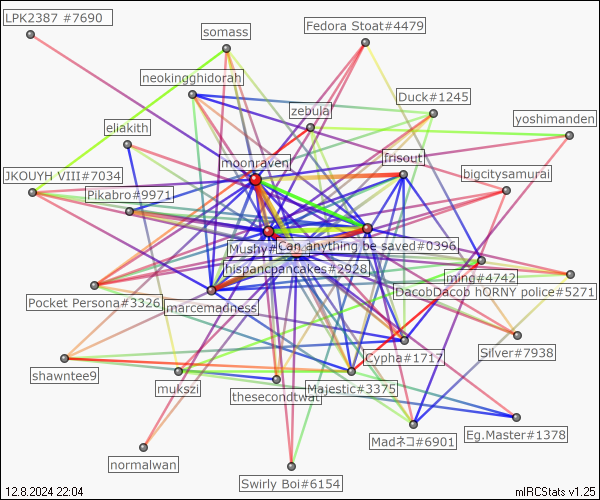 LPK2387 #7690
Fedora Stoat#4479
somass
neokingghidorah
Duck#1245
zebula
yoshimanden
eliakith
moonraven
frisout
bigcitysamurai
JKOUYH VIII#7034
Pikabro#9971
Mushy#
Can anything be saved#0396
hispancpancakes#2928
ming#4742
DacobDacob hORNY police#5271
Pocket Persona#3326
marcemadness
Cypha#1717
Silver#7938
shawntee9
mukszi
thesecondtwat
Majestic#3375
Madネコ#6901
Eg.Master#1378
normalwan
Swirly Boi#6154
12.8.2024 22:04
mIRCStats v1.25